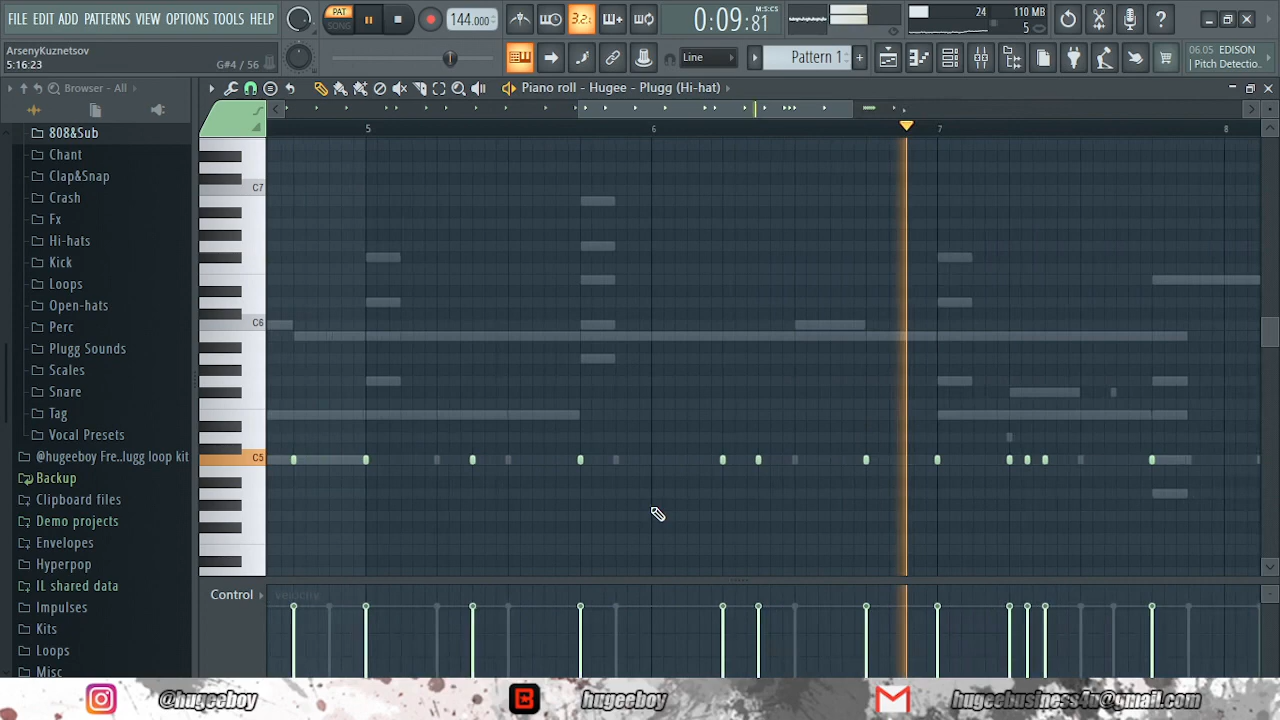 FILE EDIT ADD PATTERNS VIEW OPTIONS TOOLS HELP
PAT
SONG
144.000
3.2
0:09:81
M:S:CS
24
110 MB
5
ArsenyKuznetsov
5:16:23
G#4 / 56
Line
Pattern 1
06.05 EDISON
| Pitch Detectio..
Browser - All
Piano roll - Hugee - Plugg (Hi-hat)
5
6
7
8
808&Sub
Chant
Clap&Snap
Crash
Fx
Hi-hats
Kick
Loops
Open-hats
Perc
Plugg Sounds
Scales
Snare
Tag
Vocal Presets
@hugeeboy Fre..lugg loop kit
Backup
Clipboard files
Demo projects
Envelopes
Hyperpop
IL shared data
Impulses
Kits
Loops
Misc
C7
C6
C5
Control
velocity
@hugeeboy
hugeeboy
hugeebusiness4u@gmail.com